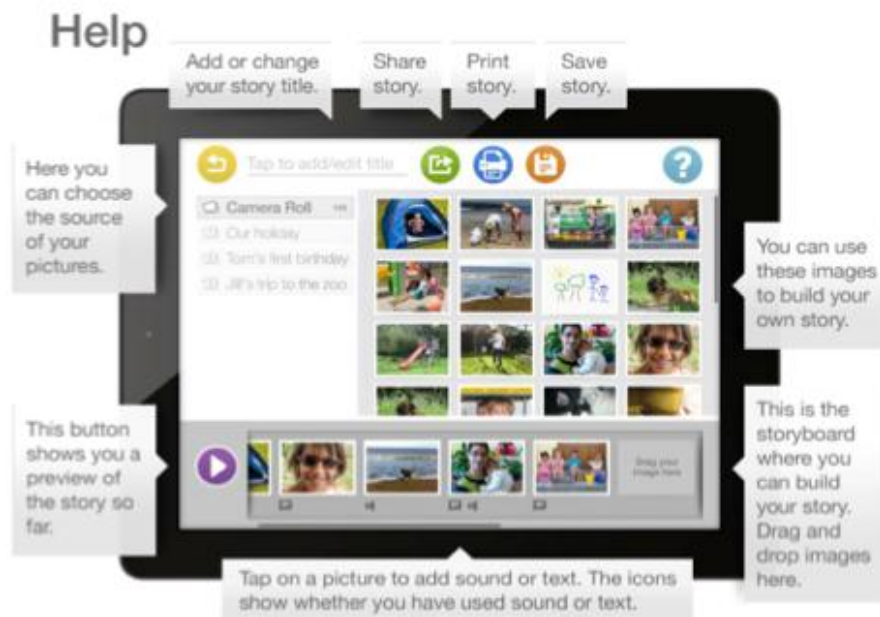 Help
Add or change
your story title.
Share
story.
Print
story.
Save
story.
Here you
can choose
the source
of your
pictures.
Tap to add/edit title
?
Camera Roll
Our holiday
Tom's first birthday
Jill's trip to the zoo
You can use
these images
to build your
own story.
This button
shows you a
preview of
the story so
far.
Drag your
image here
This is the
storyboard
where you
can build
your story.
Drag and
drop images
here.
Tap on a picture to add sound or text. The icons
show whether you have used sound or text.